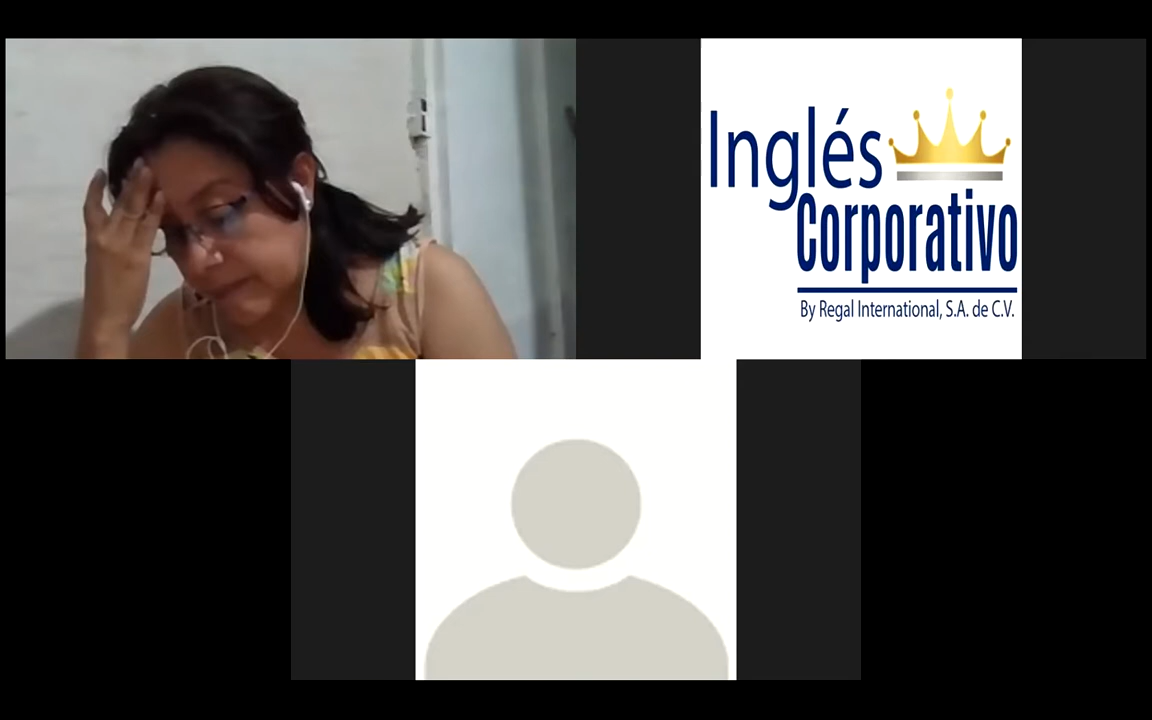 Inglés
Corporativo
By Regal International, S.A. de C.V.